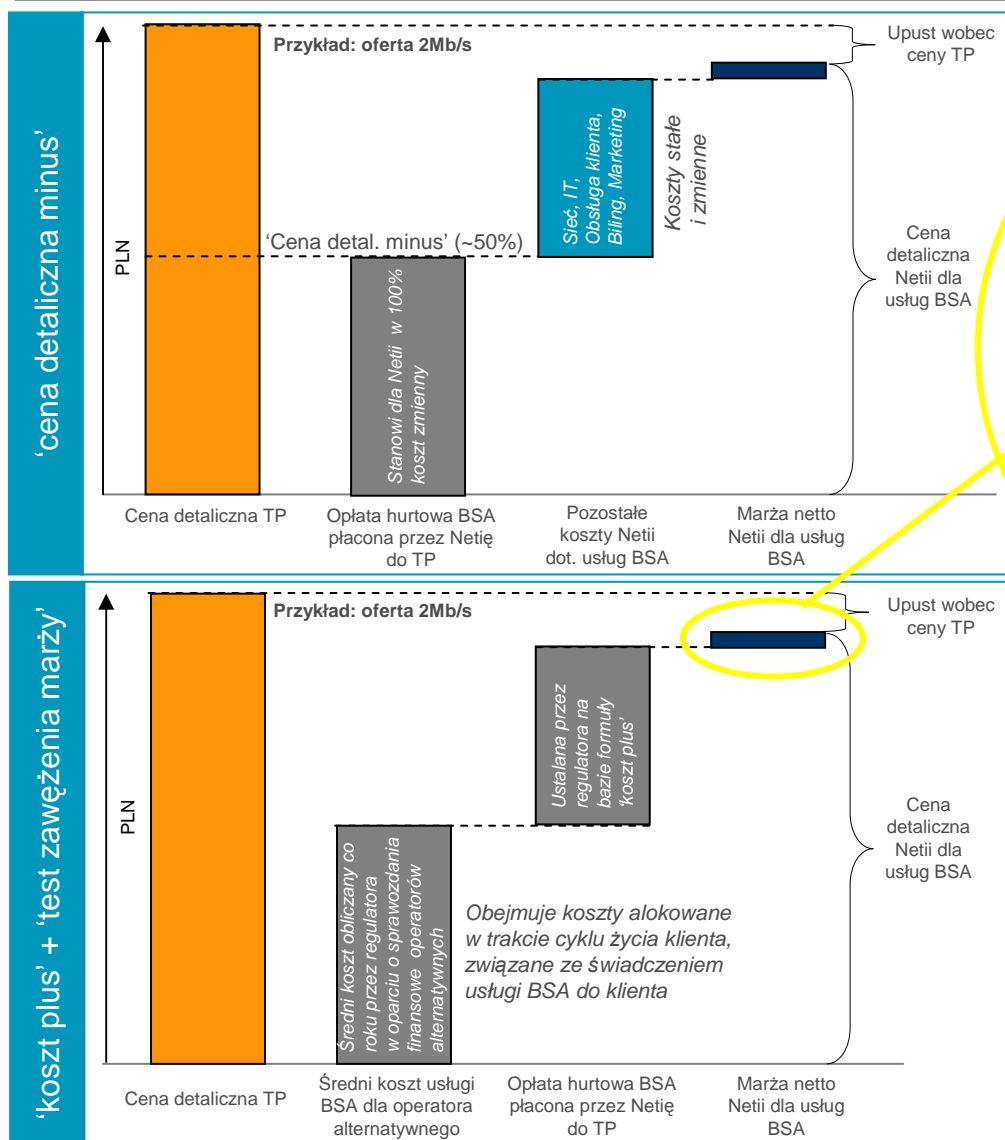 'cena detaliczna minus'
PLN
Przykład: oferta 2Mb/s
'Cena detal. minus' (~50%)
Stanowi dla Netii w 100%
koszt zmienny
Sieć, IT,
Obsługa klienta,
Biling, Marketing
Koszty stałe
i zmienne
Upust wobec
ceny TP
Cena
detaliczna
Netii dla
usług BSA
Cena detaliczna TP
Opłata hurtowa BSA
płacona przez Netię
do TP
Pozostałe
koszty Netii
dot. usług BSA
Marża netto
Netii dla usług
BSA
'koszt plus' + 'test zawężenia marży'
PLN
Przykład: oferta 2Mb/s
Średni koszt obliczany co
roku przez regulatora
w oparciu o sprawozdania
finansowe operatorów
alternatywnych
Ustalana przez
regulatora na
bazie formuły
'koszt plus'
Obejmuje koszty alokowane
w trakcie cyklu życia klienta,
związane ze świadczeniem
usługi BSA do klienta
Upust wobec
ceny TP
Cena
detaliczna
Netii dla
usług BSA
Cena detaliczna TP
Średni koszt usługi
BSA dla operatora
alternatywnego
Opłata hurtowa BSA
płacona przez Netię
do TP
Marża netto
Netii dla usług
BSA